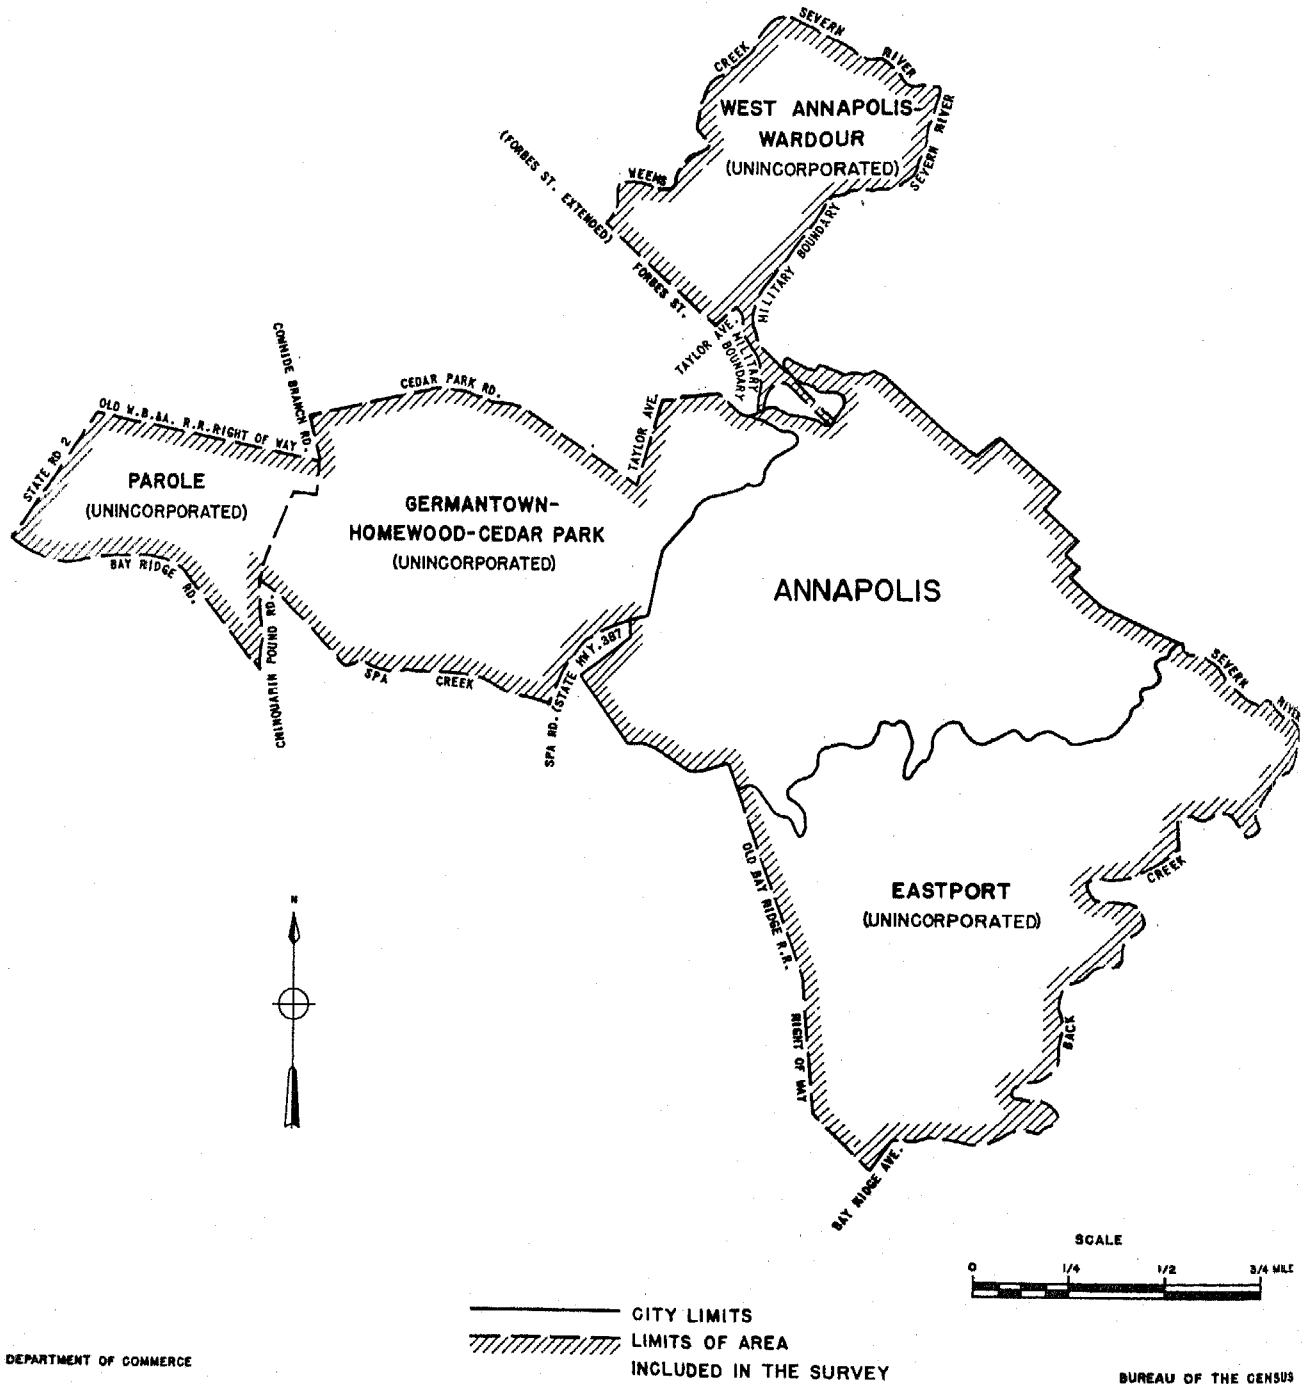 SEVERN
RIVER
CREEK
SEVERN RIVER
WEST ANNAPOLIS-
WARDOUR
(UNINCORPORATED)
WEEMS
(FORBES ST. EXTENDED)
FORBES ST.
MILITARY BOUNDARY
TAYLOR AVE.
MILITARY
BOUNDARY
COWHIDE BRANCH RD.
CEDAR PARK RD.
TAYLOR AVE.
OLD W.B.&A. R.R. RIGHT OF WAY
STATE RD 2
PAROLE
(UNINCORPORATED)
GERMANTOWN-
HOMEWOOD-CEDAR PARK
(UNINCORPORATED)
BAY RIDGE RD.
CHINQUARIN POUND RD.
ANNAPOLIS
SPA CREEK
SPA RD. (STATE HWY. 387
SEVERN
RIVER
OLD BAY RIDGE R.R.
RIGHT OF WAY
EASTPORT
(UNINCORPORATED)
CREEK
BACK
BAY RIDGE AVE.
N
SCALE
0 1/4 1/2 3/4 MILE
CITY LIMITS
LIMITS OF AREA
INCLUDED IN THE SURVEY
DEPARTMENT OF COMMERCE
BUREAU OF THE CENSUS